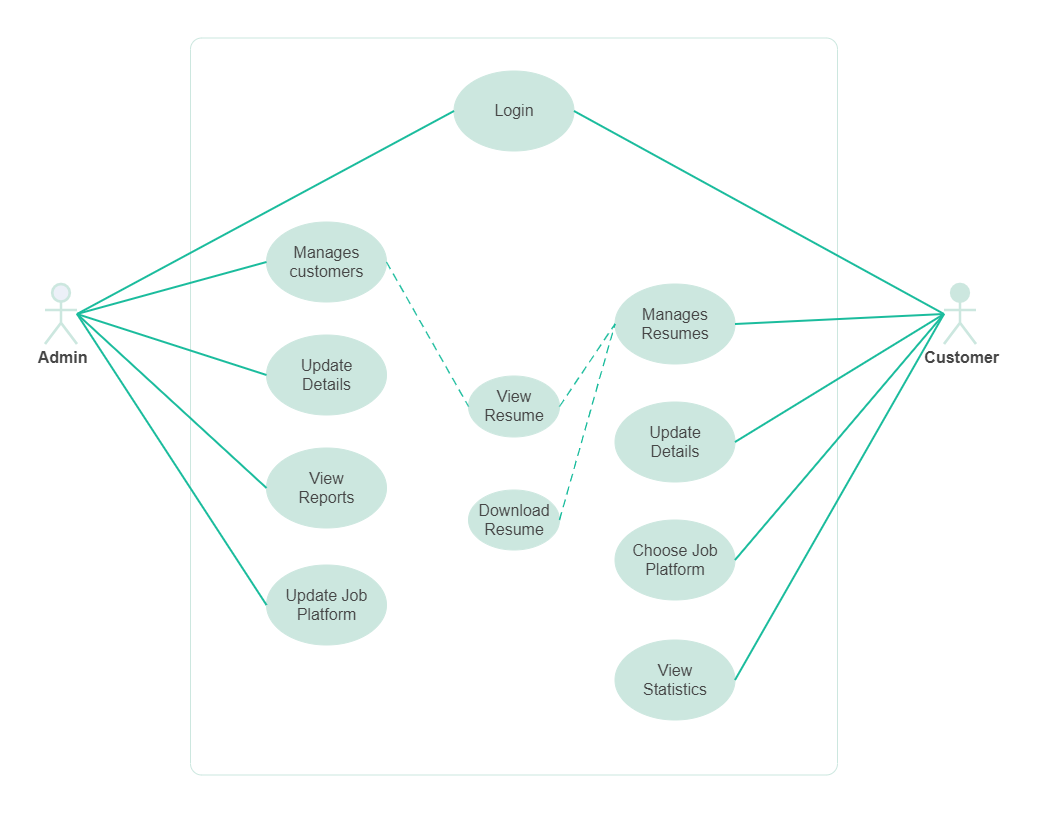 Login
Manages
customers
Manages
Resumes
Admin
Customer
Update
Details
View
Resume
Update
Details
View
Reports
Download
Resume
Choose Job
Platform
Update Job
Platform
View
Statistics